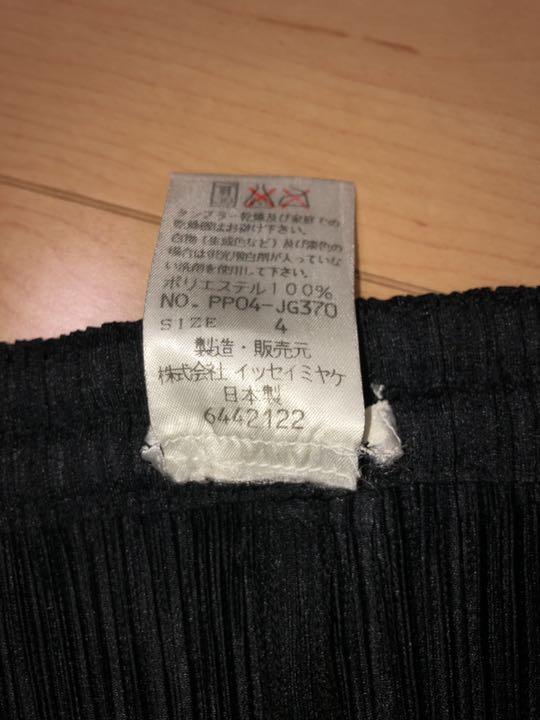 タンブラー乾燥及び家庭での
乾燥機はお避け下さい。
白物(生成色など)及び淡色の
場合は蛍光増白剤が入っていな
い洗剤を使用して下さい。
ポリエステル100%
NO. PP04-JG370
SIZE 4
製造・販売元
株式会社 イッセイミヤケ
日本製
6442122